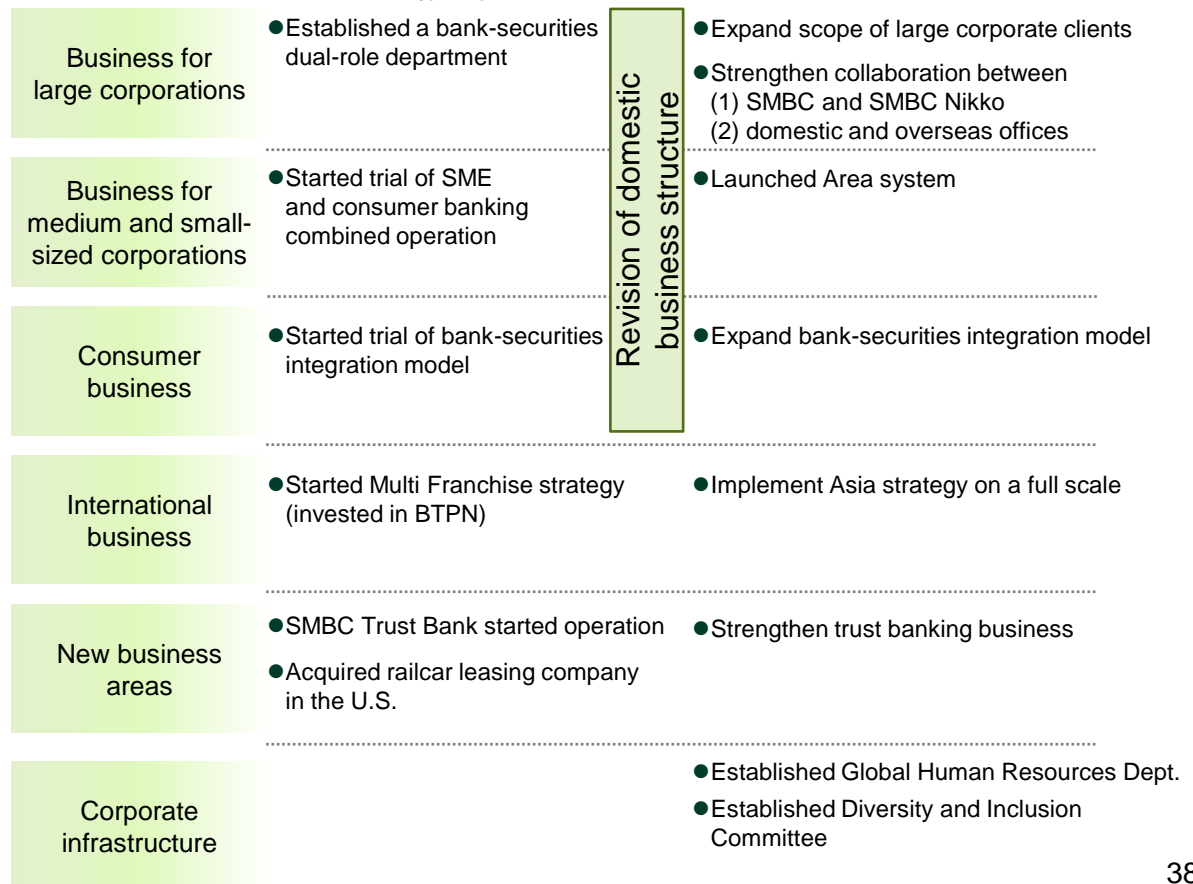 Business for
large corporations
●Established a bank-securities
dual-role department
Revision of domestic
business structure
●Expand scope of large corporate clients
●Strengthen collaboration between
(1) SMBC and SMBC Nikko
(2) domestic and overseas offices
Business for
medium and small-
sized corporations
●Started trial of SME
and consumer banking
combined operation
●Launched Area system
Consumer
business
●Started trial of bank-securities
integration model
●Expand bank-securities integration model
International
business
●Started Multi Franchise strategy
(invested in BTPN)
●Implement Asia strategy on a full scale
New business
areas
●SMBC Trust Bank started operation
●Acquired railcar leasing company
in the U.S.
●Strengthen trust banking business
Corporate
infrastructure
●Established Global Human Resources Dept.
●Established Diversity and Inclusion
Committee
38